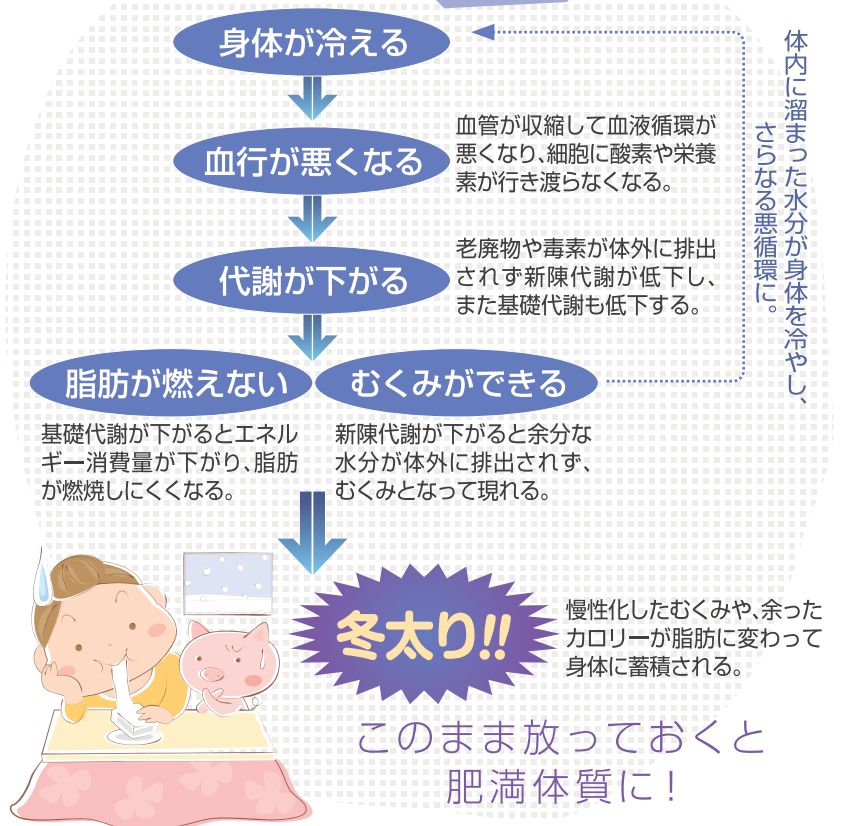 身体が冷える
血行が悪くなる
血管が収縮して血液循環が
悪くなり、細胞に酸素や栄養
素が行き渡らなくなる。
代謝が下がる
老廃物や毒素が体外に排出
されず新陳代謝が低下し、
また基礎代謝も低下する。
脂肪が燃えない
基礎代謝が下がるとエネル
ギー消費量が下がり、脂肪
が燃焼しにくくなる。
むくみができる
新陳代謝が下がると余分な
水分が体外に排出されず、
むくみとなって現れる。
体内に溜まった水分が身体を冷やし、
さらなる悪循環に。
冬太り!!
慢性化したむくみや、余った
カロリーが脂肪に変わって
身体に蓄積される。
このまま放っておくと
肥満体質に！